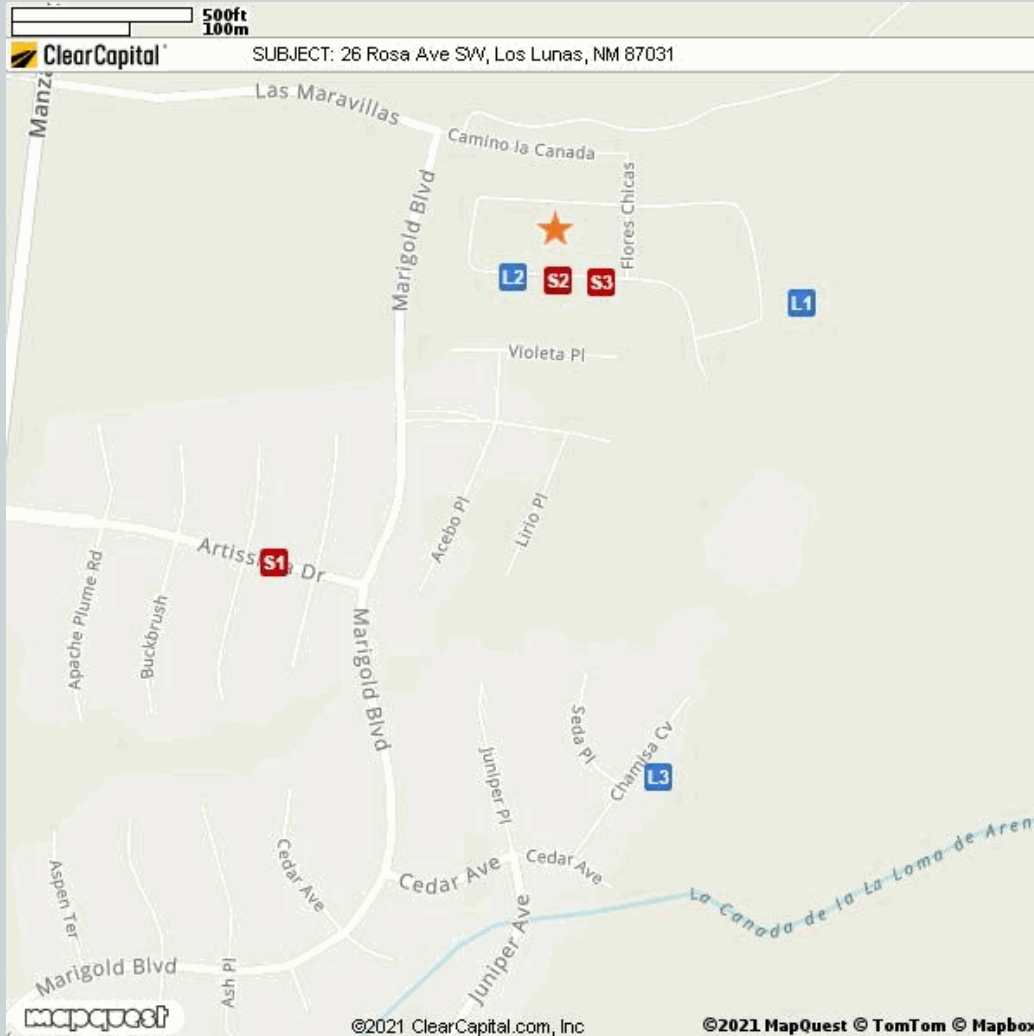 500ft
100m
ClearCapital
SUBJECT: 26 Rosa Ave SW, Los Lunas, NM 87031
Las Maravillas
Camino la Canada
Marigold Blvd
Flores Chicas
L2
S2
S3
L1
Violeta Pl
Acebo Pl
Lirio Pl
S1
Dr
Apache Plume Rd
Buckbrush
Marigold Blvd
Seda Pl
Chamisa Cv
Juniper Pl
L3
Cedar Ave
Cedar Ave
Cedar Ave
Aspen Ter
La Canada de la La Loma de Aren
Juniper Ave
Marigold Blvd
Ash Pl
mapquest
©2021 ClearCapital.com, Inc
©2021 MapQuest © TomTom © Mapbox